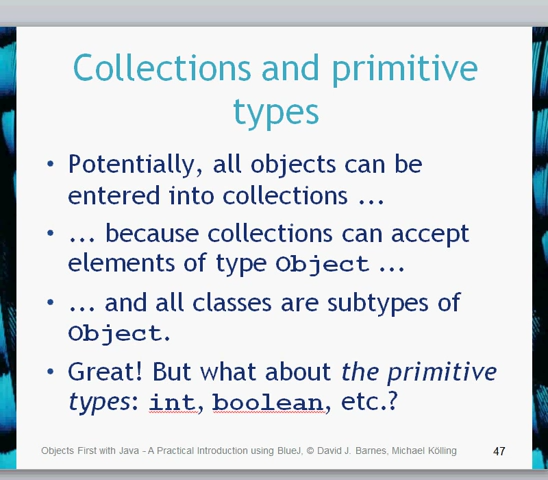 Collections and primitive
types
• Potentially, all objects can be
entered into collections ...
• ... because collections can accept
elements of type Object ...
• ... and all classes are subtypes of
Object.
• Great! But what about the primitive
types: int, boolean, etc.?
Objects First with Java - A Practical Introduction using BlueJ, © David J. Barnes, Michael Kölling 47